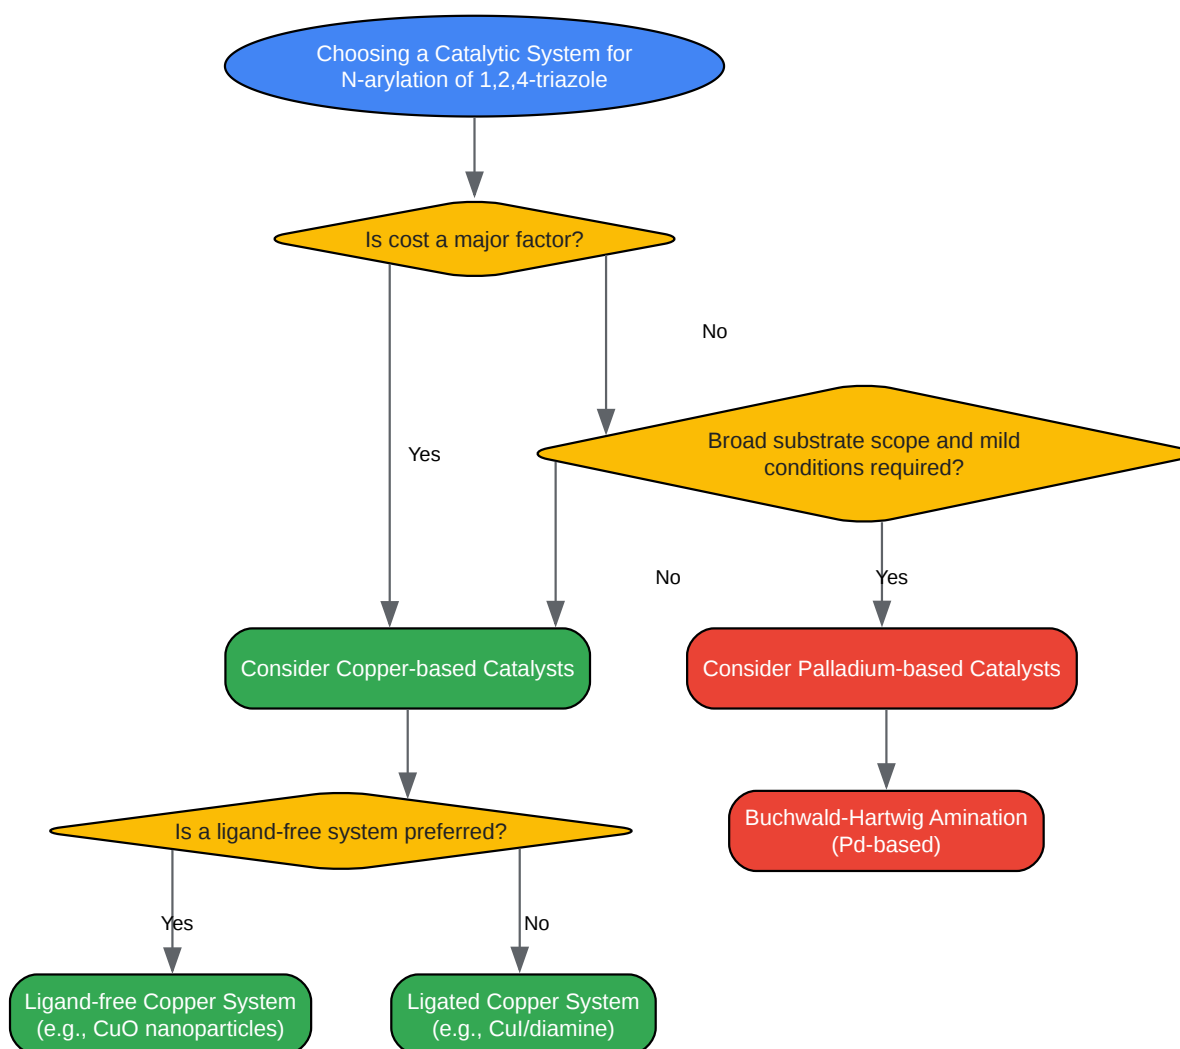 Choosing a Catalytic System for
N-arylation of 1,2,4-triazole
Is cost a major factor?
No
Broad substrate scope and mild
conditions required?
Yes
No
Yes
Consider Copper-based Catalysts
Consider Palladium-based Catalysts
Buchwald-Hartwig Amination
(Pd-based)
Is a ligand-free system preferred?
Yes
No
Ligand-free Copper System
(e.g., CuO nanoparticles)
Ligated Copper System
(e.g., CuI/diamine)